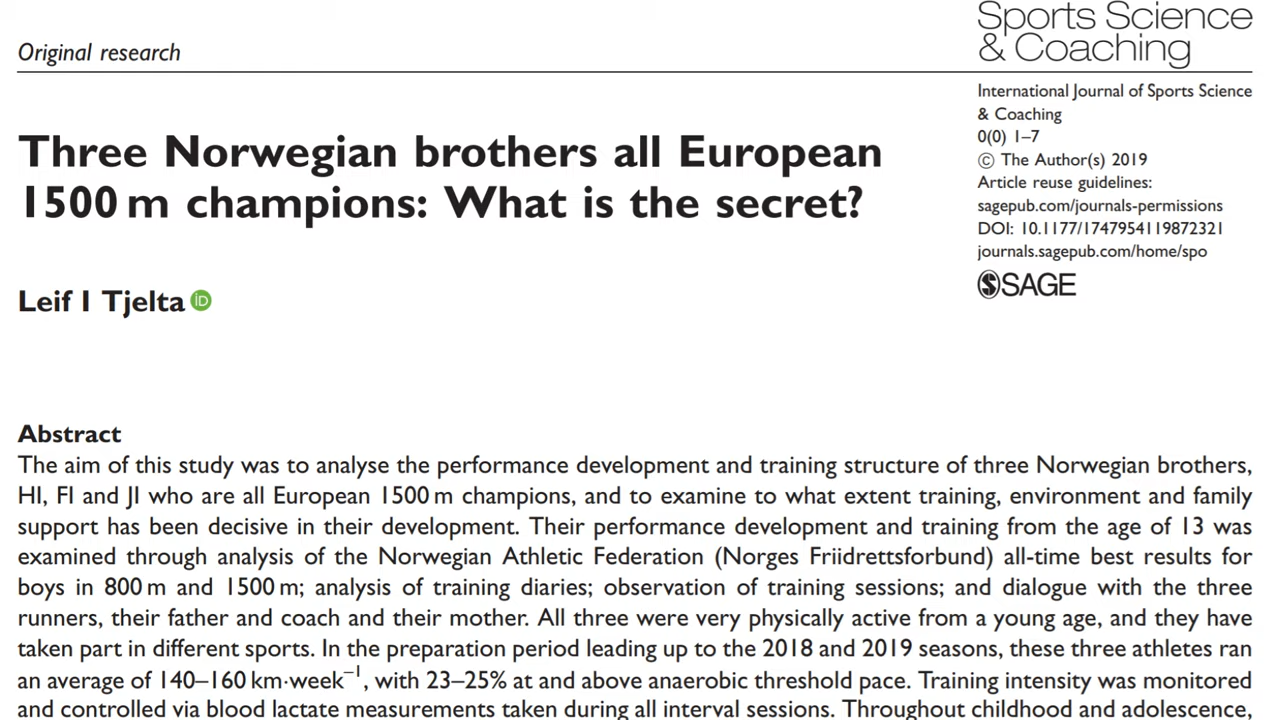 Sports Science
& Coaching
Original research
International Journal of Sports Science
& Coaching
0(0) 1–7
© The Author(s) 2019
Article reuse guidelines:
sagepub.com/journals-permissions
DOI: 10.1177/1747954119872321
journals.sagepub.com/home/spo
SAGE
Three Norwegian brothers all European
1500 m champions: What is the secret?
Leif I Tjelta iD
Abstract
The aim of this study was to analyse the performance development and training structure of three Norwegian brothers,
HI, FI and JI who are all European 1500 m champions, and to examine to what extent training, environment and family
support has been decisive in their development. Their performance development and training from the age of 13 was
examined through analysis of the Norwegian Athletic Federation (Norges Friidrettsforbund) all-time best results for
boys in 800 m and 1500 m; analysis of training diaries; observation of training sessions; and dialogue with the three
runners, their father and coach and their mother. All three were very physically active from a young age, and they have
taken part in different sports. In the preparation period leading up to the 2018 and 2019 seasons, these three athletes ran
an average of 140–160 km·week⁻¹, with 23–25% at and above anaerobic threshold pace. Training intensity was monitored
and controlled via blood lactate measurements taken during all interval sessions. Throughout childhood and adolescence,